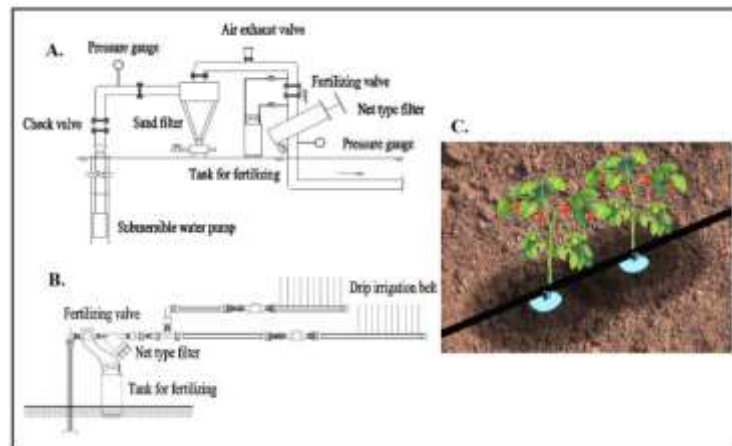 A.
Air exhaust valve
Pressure gauge
Fertilizing valve
Net type filter
Check valve
Sand filter
Pressure gauge
Tank for fertilizing
Submersible water pump
B.
Drip irrigation belt
Fertilizing valve
Net type filter
Tank for fertilizing
C.